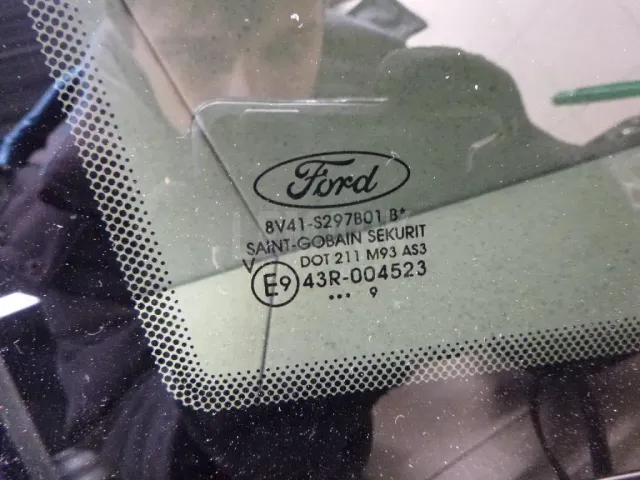 Ford
8V41-S297B01 B*
SAINT-GOBAIN SEKURIT
DOT 211 M93 AS3
V
E9 43R-004523
... 9